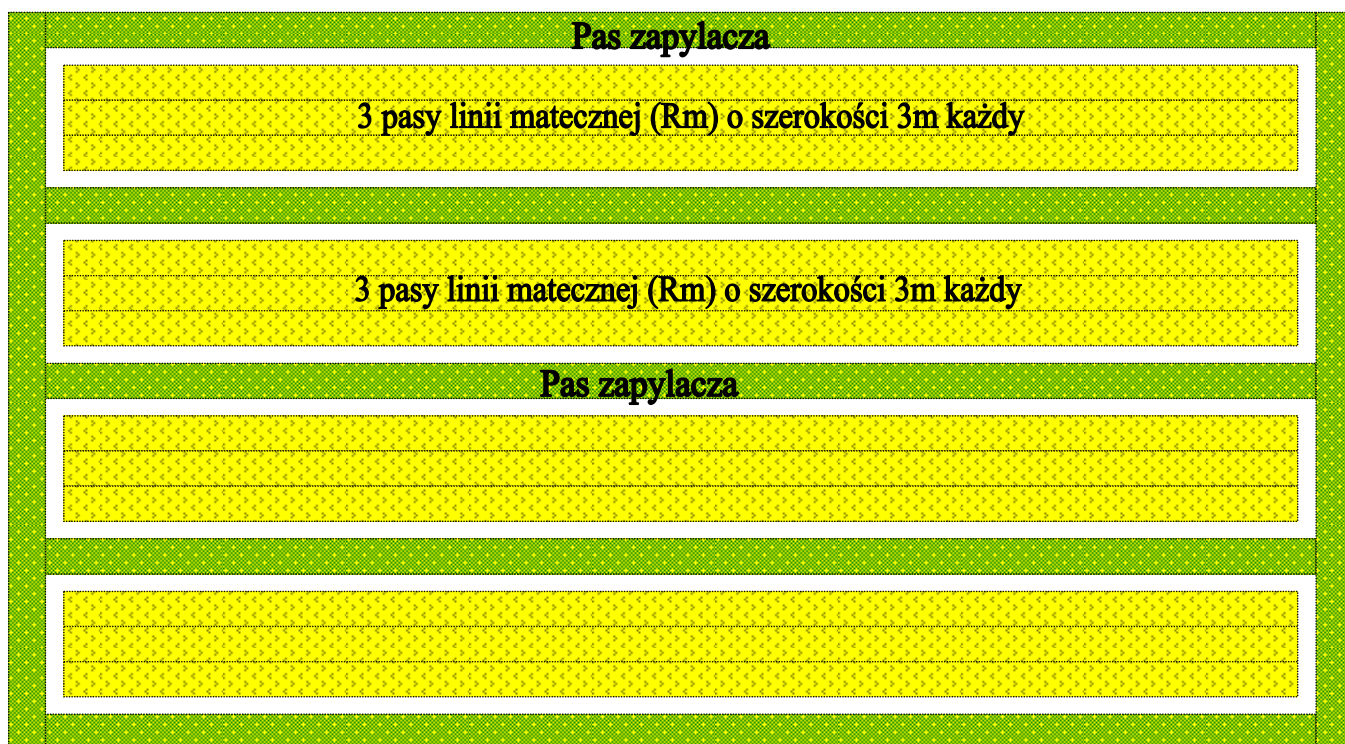 Pas zapylacza
3 pasy linii matecznej (Rm) o szerokości 3m każdy
3 pasy linii matecznej (Rm) o szerokości 3m każdy
Pas zapylacza